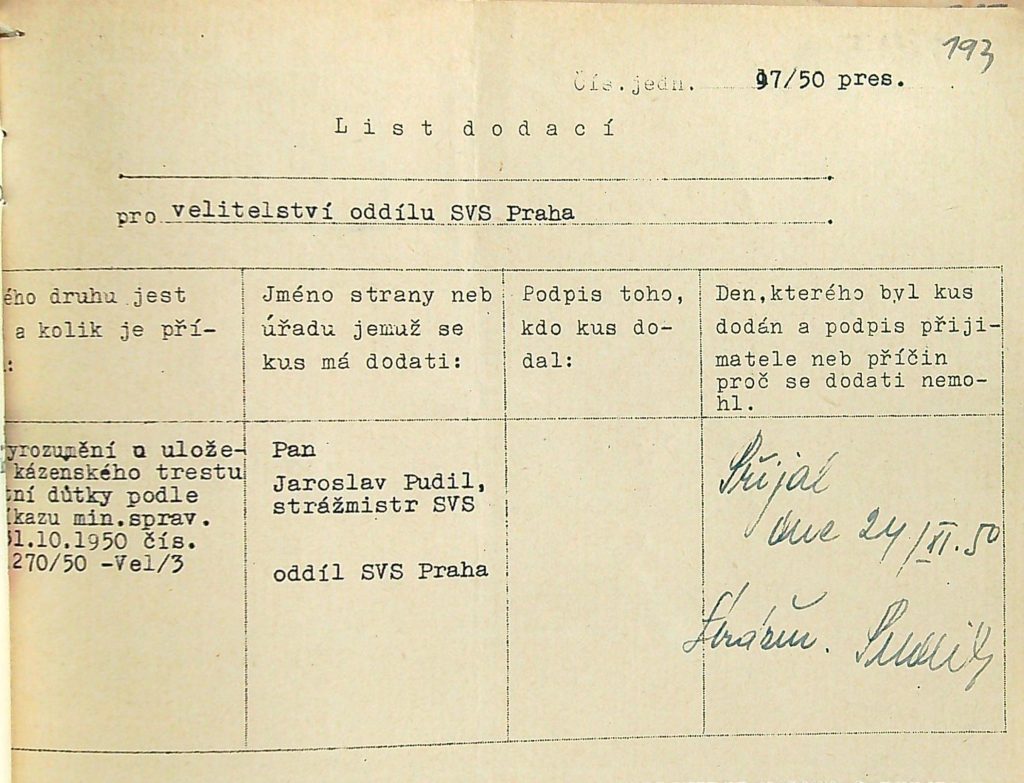 193
Čís.jedn. 97/50 pres.
List dodací
pro velitelství oddílu SVS Praha
ého druhu jest
a kolik je pří-
:
Jméno strany neb
úřadu jemuž se
kus má dodati:
Podpis toho,
kdo kus do-
dal:
Den,kterého byl kus
dodán a podpis přiji-
matele neb příčin
proč se dodati nemo-
hl.
yrozumění o ulože-
kázenského trestu
tní důtky podle
íkazu min.sprav.
31.10.1950 čís.
270/50 -Vel/3
Pan
Jaroslav Pudil,
strážmistr SVS
oddíl SVS Praha
Přijal
dne 24/XI.50
Strážm. Pudil